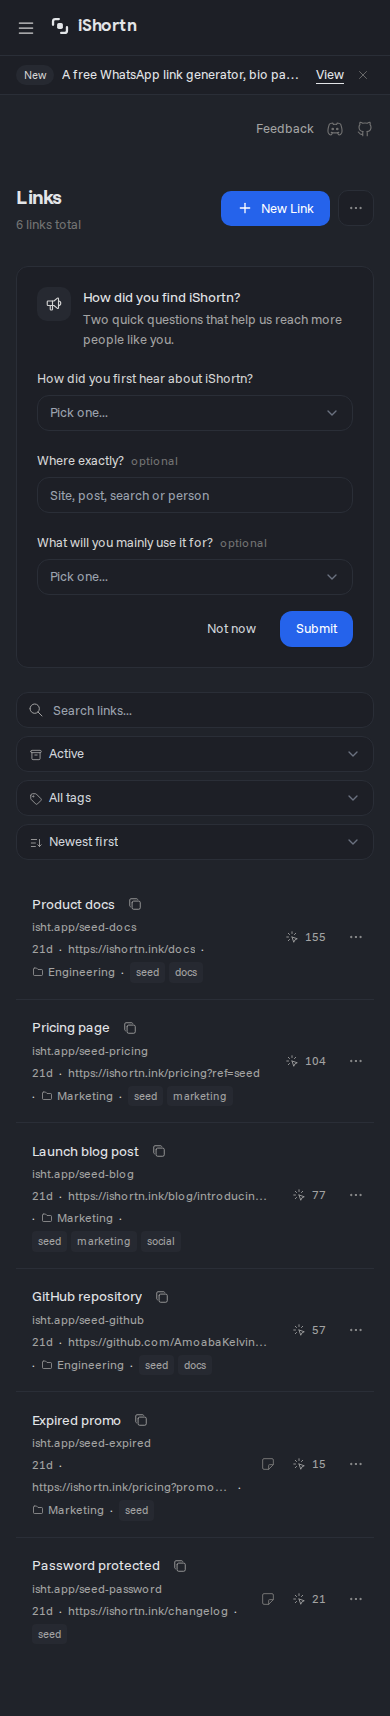 iShortn
New A free WhatsApp link generator, bio pa... View
Feedback
Links
6 links total
New Link
How did you find iShortn?
Two quick questions that help us reach more
people like you.
How did you first hear about iShortn?
Pick one...
Where exactly? optional
Site, post, search or person
What will you mainly use it for? optional
Pick one...
Not now Submit
Search links...
Active
All tags
Newest first
Product docs
isht.app/seed-docs
21d · https://ishortn.ink/docs ·
Engineering · seed docs
155
Pricing page
isht.app/seed-pricing
21d · https://ishortn.ink/pricing?ref=seed
· Marketing · seed marketing
104
Launch blog post
isht.app/seed-blog
21d · https://ishortn.ink/blog/introducin...
· Marketing ·
seed marketing social
77
GitHub repository
isht.app/seed-github
21d · https://github.com/AmoabaKelvin...
· Engineering · seed docs
57
Expired promo
isht.app/seed-expired
21d ·
https://ishortn.ink/pricing?promo... ·
Marketing · seed
15
Password protected
isht.app/seed-password
21d · https://ishortn.ink/changelog ·
seed
21